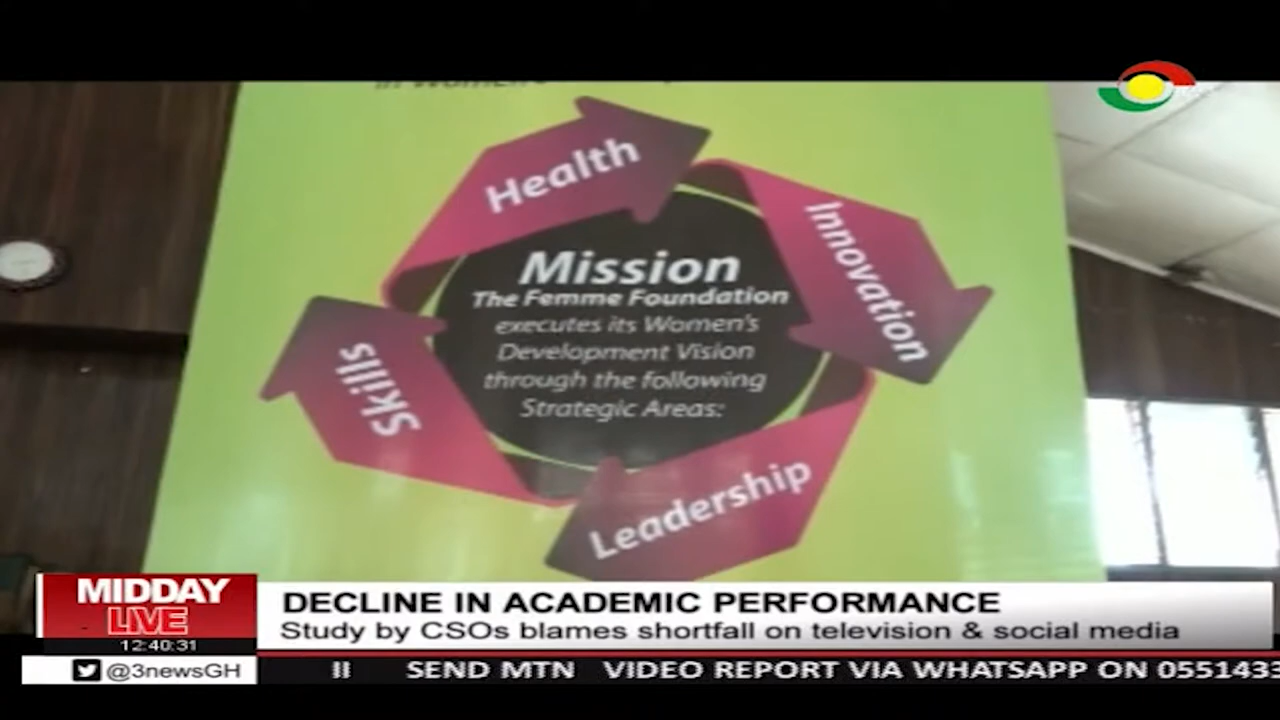 Health
Innovation
Mission
The Femme Foundation
executes its Women's
Development Vision
through the following
Strategic Areas:
Skills
Leadership
MIDDAY
LIVE
12:40:31
DECLINE IN ACADEMIC PERFORMANCE
Study by CSOs blames shortfall on television & social media
@3newsGH
II SEND MTN VIDEO REPORT VIA WHATSAPP ON 0551433